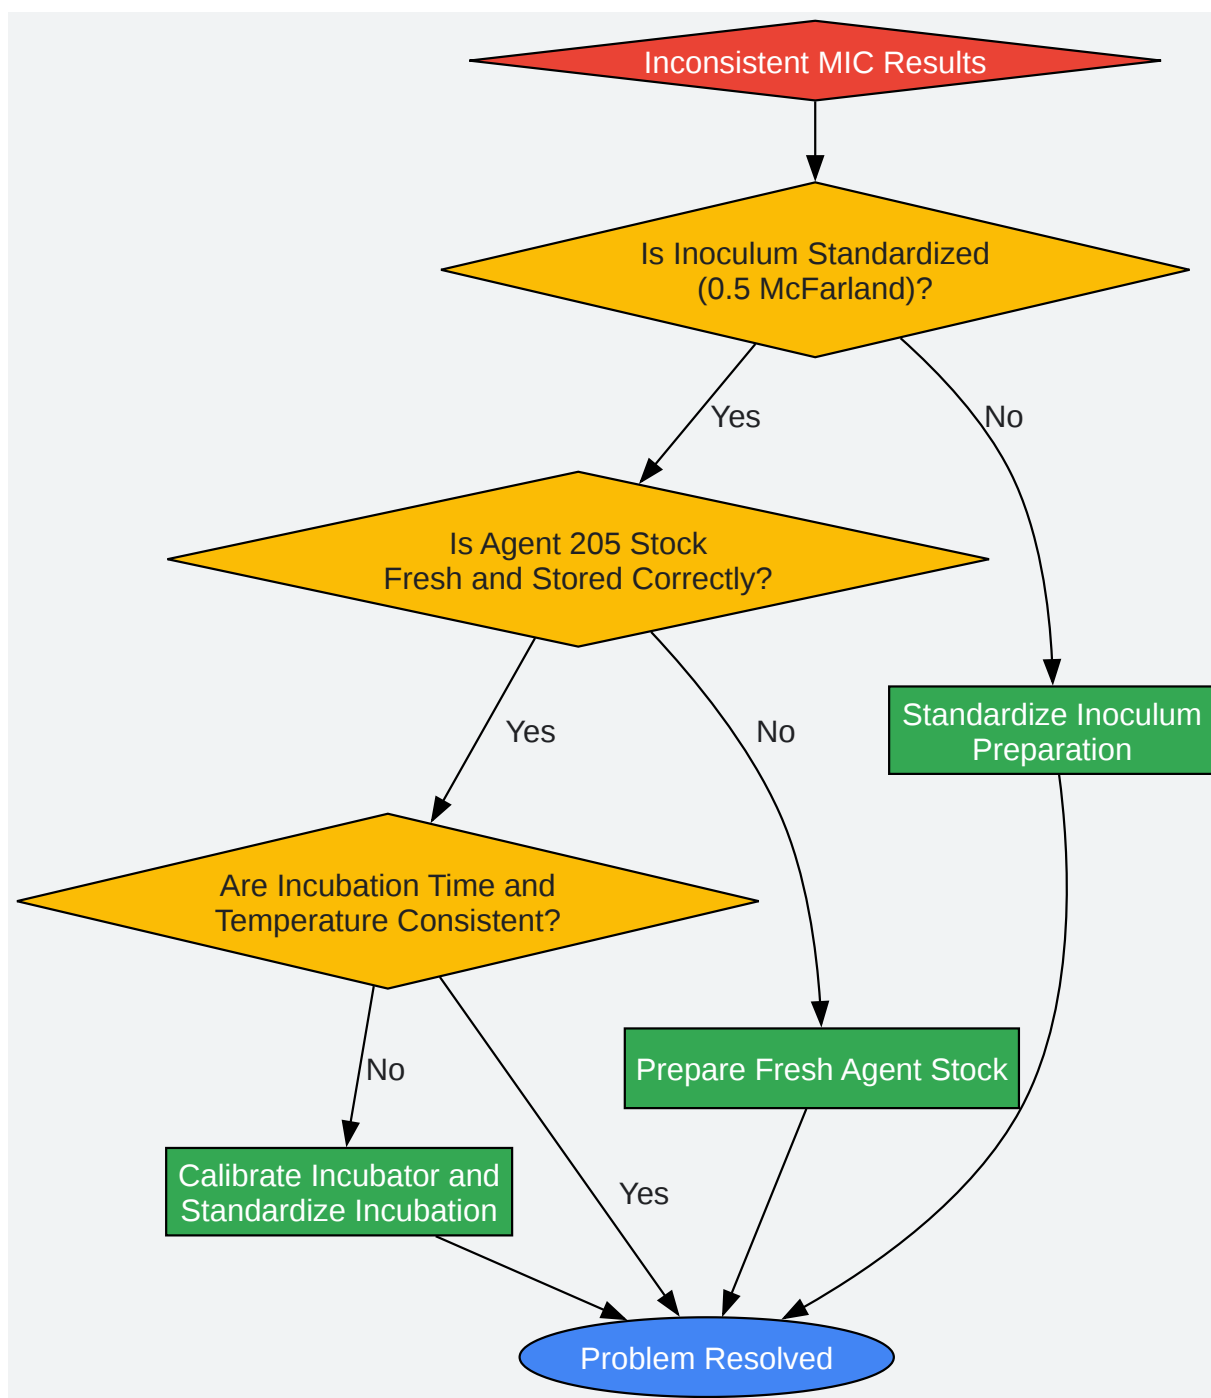 Inconsistent MIC Results
Is Inoculum Standardized
(0.5 McFarland)?
Yes
No
Is Agent 205 Stock
Fresh and Stored Correctly?
Yes
No
Standardize Inoculum
Preparation
Are Incubation Time and
Temperature Consistent?
No
Yes
Prepare Fresh Agent Stock
Calibrate Incubator and
Standardize Incubation
Problem Resolved